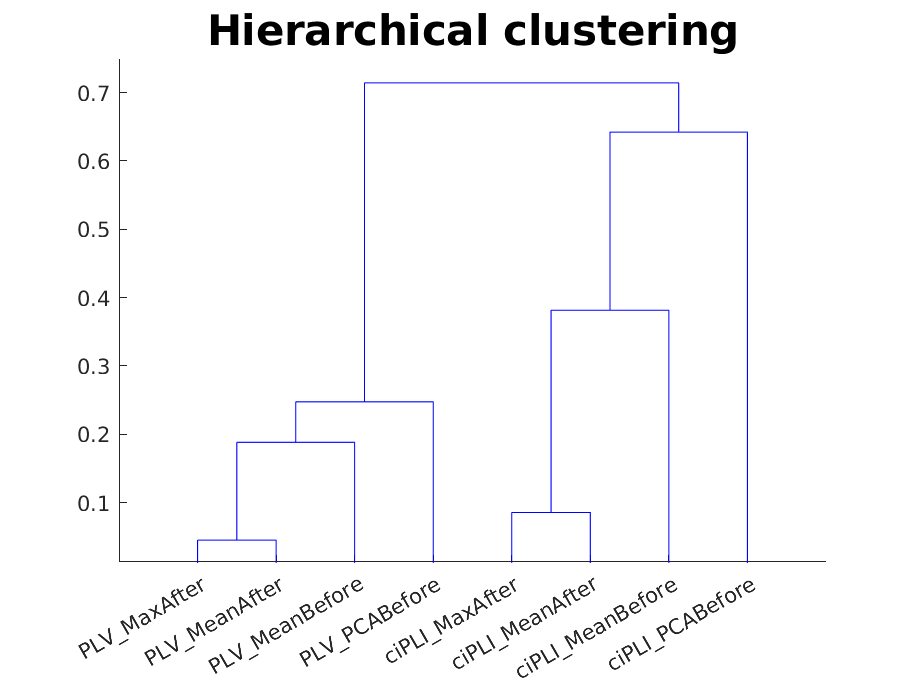 Hierarchical clustering
0.7
0.6
0.5
0.4
0.3
0.2
0.1
PLV_MaxAfter
PLV_MeanAfter
PLV_MeanBefore
PLV_PCABefore
ciPLI_MaxAfter
ciPLI_MeanAfter
ciPLI_MeanBefore
ciPLI_PCABefore